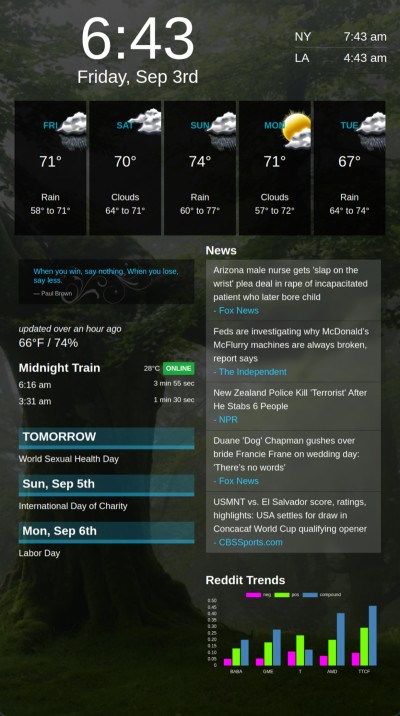 6:43
Friday, Sep 3rd
NY 7:43 am
LA 4:43 am
FRI
71°
Rain
58° to 71°
SAT
70°
Clouds
64° to 71°
SUN
74°
Rain
60° to 77°
MON
71°
Clouds
57° to 72°
TUE
67°
Rain
64° to 74°
When you win, say nothing. When you lose,
say less.
— Paul Brown
updated over an hour ago
66°F / 74%
Midnight Train 28°C ONLINE
6:16 am 3 min 55 sec
3:31 am 1 min 30 sec
TOMORROW
World Sexual Health Day
Sun, Sep 5th
International Day of Charity
Mon, Sep 6th
Labor Day
News
Arizona male nurse gets 'slap on the
wrist' plea deal in rape of incapacitated
patient who later bore child
- Fox News
Feds are investigating why McDonald's
McFlurry machines are always broken,
report says
- The Independent
New Zealand Police Kill 'Terrorist' After
He Stabs 6 People
- NPR
Duane 'Dog' Chapman gushes over
bride Francie Frane on wedding day:
'There's no words'
- Fox News
USMNT vs. El Salvador score, ratings,
highlights: USA settles for draw in
Concacaf World Cup qualifying opener
- CBSSports.com
Reddit Trends
neg pos compound
0.50
0.45
0.40
0.35
0.30
0.25
0.20
0.15
0.10
0.05
0
BABA GME T AMD TTCF